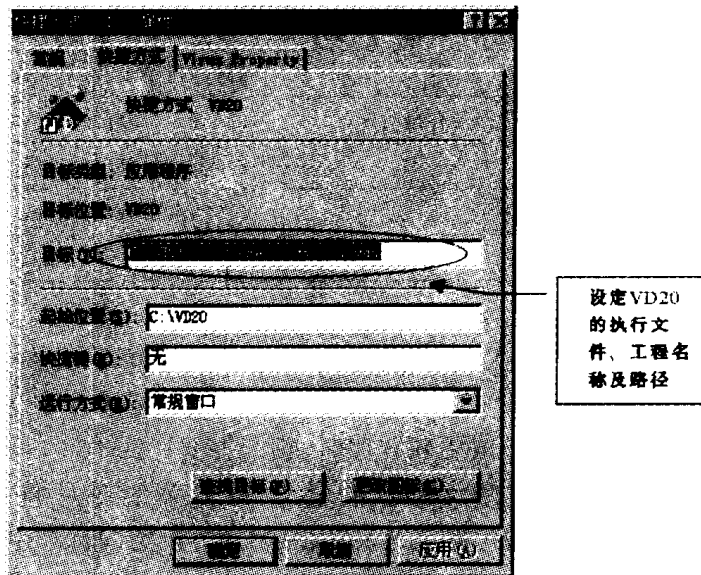 常规 快捷方式 Virus Property
快捷方式 VD20
目标类型: 应用程序
目标位置: VD20
目标(T):
起始位置(S): C:\VD20
快捷键(K): 无
运行方式(R): 常规窗口
查找目标(F)... 更改图标(C)...
确定 取消 应用(A)
设定VD20
的执行文
件、工程名
称及路径